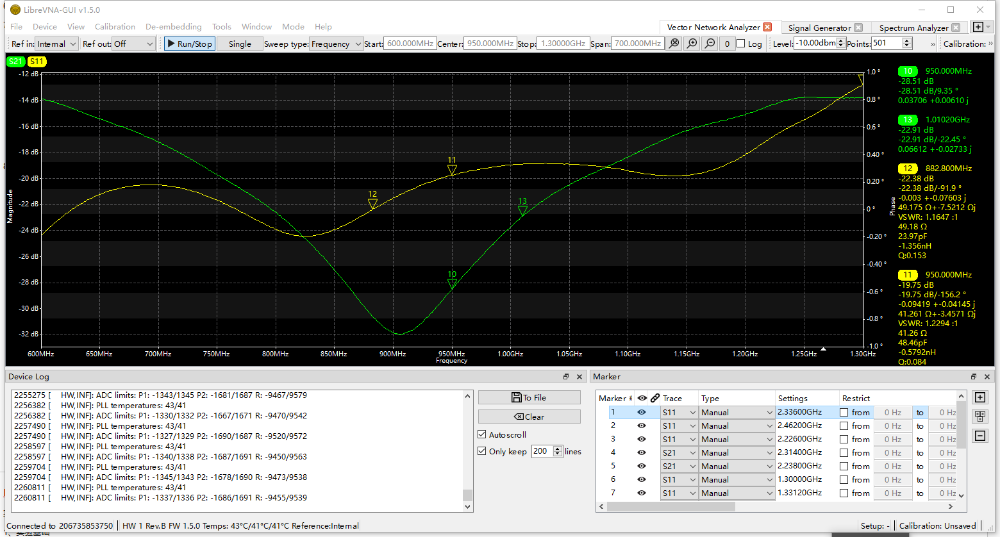 LibreVNA-GUI v1.5.0
File Device View Calibration De-embedding Tools Window Mode Help
Vector Network Analyzer Signal Generator Spectrum Analyzer
Ref in: Internal Ref out: Off Run/Stop Single Sweep type: Frequency Start: 600.000MHz Center: 950.000MHz Stop: 1.30000GHz Span: 700.000MHz 0 Log Level: -10.00dbm Points: 501 » Calibration: »
S21 S11
-12 dB
-14 dB
-16 dB
-18 dB
-20 dB
-22 dB
-24 dB
-26 dB
-28 dB
-30 dB
-32 dB
Magnitude
11
12
13
10
1.0 °
0.8 °
0.6 °
0.40 °
0.20 °
0 °
-0.20 °
-0.40 °
-0.6 °
-0.8 °
-1.0 °
Phase
600MHz 650MHz 700MHz 750MHz 800MHz 850MHz 900MHz 950MHz 1.00GHz 1.05GHz 1.10GHz 1.15GHz 1.20GHz 1.25GHz 1.30GHz
Frequency
10 950.000MHz
-28.51 dB
-28.51 dB/9.35 °
0.03706 +0.00610 j
13 1.01020GHz
-22.91 dB
-22.91 dB/-22.45 °
0.06612 +-0.02733 j
12 882.800MHz
-22.38 dB
-22.38 dB/-91.9 °
-0.003 +-0.07603 j
49.175 Ω+-7.5212 Ωj
VSWR: 1.1647 :1
49.18 Ω
23.97pF
-1.356nH
Q:0.153
11 950.000MHz
-19.75 dB
-19.75 dB/-156.2 °
-0.09419 +-0.04145 j
41.261 Ω+-3.4571 Ωj
VSWR: 1.2294 :1
41.26 Ω
48.46pF
-0.5792nH
Q:0.084
Device Log
2255275 [ HW,INF]: ADC limits: P1: -1343/1345 P2: -1681/1687 R: -9467/9579
2256382 [ HW,INF]: PLL temperatures: 43/41
2256382 [ HW,INF]: ADC limits: P1: -1330/1332 P2: -1667/1671 R: -9470/9542
2257490 [ HW,INF]: PLL temperatures: 43/41
2257490 [ HW,INF]: ADC limits: P1: -1327/1329 P2: -1690/1687 R: -9520/9572
2258597 [ HW,INF]: PLL temperatures: 43/41
2258597 [ HW,INF]: ADC limits: P1: -1340/1338 P2: -1687/1691 R: -9450/9563
2259704 [ HW,INF]: PLL temperatures: 43/41
2259704 [ HW,INF]: ADC limits: P1: -1345/1343 P2: -1678/1690 R: -9473/9538
2260811 [ HW,INF]: PLL temperatures: 43/41
2260811 [ HW,INF]: ADC limits: P1: -1337/1336 P2: -1686/1691 R: -9455/9539
To File
Clear
Autoscroll
Only keep 200 lines
Marker
Marker # Trace Type Settings Restrict
1 S11 Manual 2.33600GHz from 0 Hz to 0 Hz
2 S11 Manual 2.46200GHz from 0 Hz to 0 Hz
3 S11 Manual 2.22600GHz from 0 Hz to 0 Hz
4 S21 Manual 2.31400GHz from 0 Hz to 0 Hz
5 S21 Manual 2.23800GHz from 0 Hz to 0 Hz
6 S11 Manual 1.30000GHz from 0 Hz to 0 Hz
7 S11 Manual 1.33120GHz from 0 Hz to 0 Hz
Connected to 206735853750 HW 1 Rev.B FW 1.5.0 Temps: 43°C/41°C/41°C Reference:Internal Setup: - Calibration: Unsaved